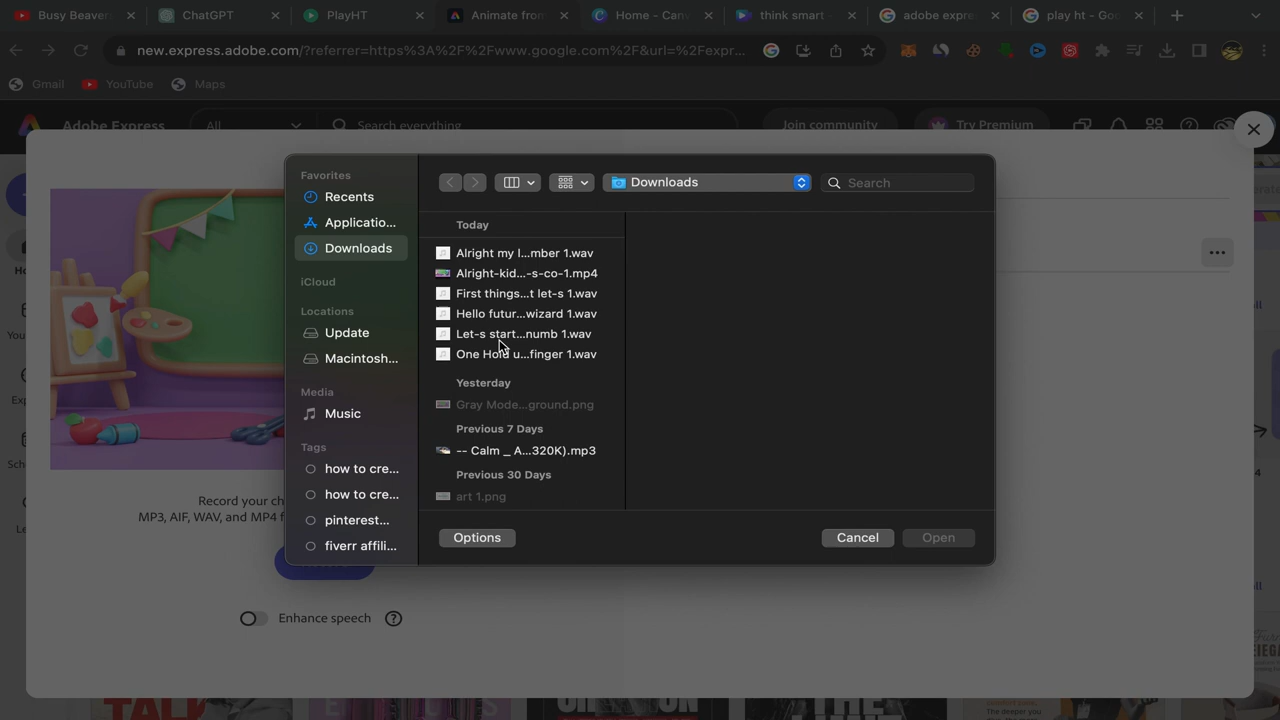 Busy Beaver
ChatGPT
PlayHT
Animate from
Home - Canv
think smart -
adobe expre
play ht - Goo
new.express.adobe.com/?referrer=https%3A%2F%2Fwww.google.com%2F&url=%2Fexpr...
Gmail
YouTube
Maps
Adobe Express
All
Search everything
Join community
Try Premium
Favorites
Recents
Applicatio...
Downloads
iCloud
Locations
Update
Macintosh...
Media
Music
Tags
how to cre...
how to cre...
pinterest...
fiverr affili...
Downloads
Search
Today
Alright my l...mber 1.wav
Alright-kid...-s-co-1.mp4
First things...t let-s 1.wav
Hello futur...wizard 1.wav
Let-s start...numb 1.wav
One Hold u...finger 1.wav
Yesterday
Gray Mode...ground.png
Previous 7 Days
-- Calm _ A...320K).mp3
Previous 30 Days
art 1.png
Options
Cancel
Open
Record your ch
MP3, AIF, WAV, and MP4 f
Enhance speech
?
TALK
The deeper you